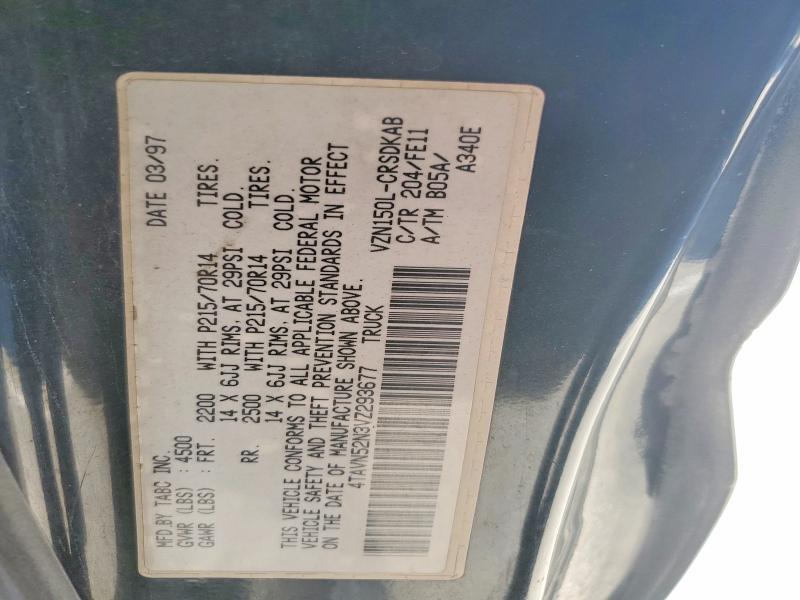 MFD.BY TABC INC. DATE 03/97
GVWR (LBS) : 4500
GAWR (LBS) : FRT. 2200 WITH P215/70R14 TIRES.
14 X 6JJ RIMS. AT 29PSI COLD.
RR. 2500 WITH P215/70R14 TIRES.
14 X 6JJ RIMS. AT 29PSI COLD.
THIS VEHICLE CONFORMS TO ALL APPLICABLE FEDERAL MOTOR
VEHICLE SAFETY AND THEFT PREVENTION STANDARDS IN EFFECT
ON THE DATE OF MANUFACTURE SHOWN ABOVE.
4TAVN52N3VZ293677 TRUCK
VZN150L-CRSDKAB
C/TR 204/FE11
A/TM B05A/
A340E